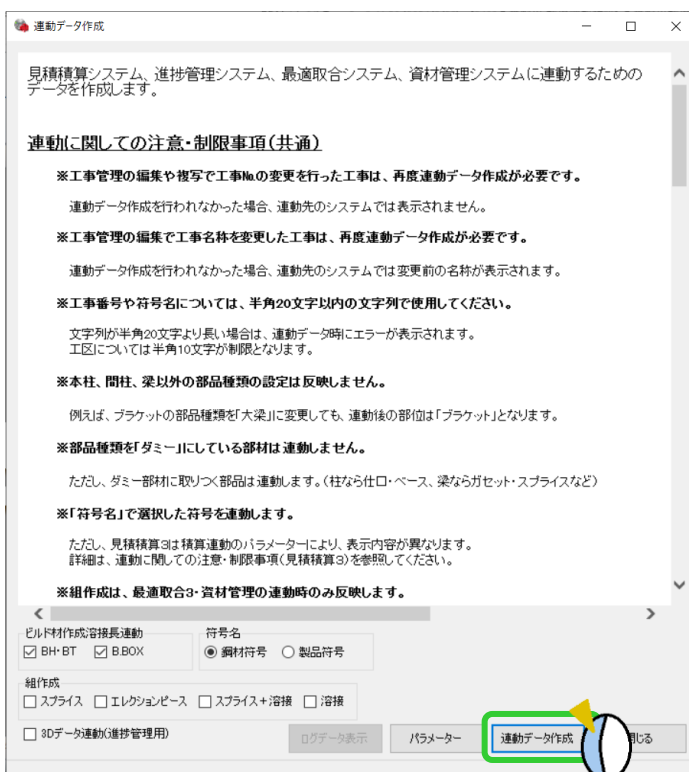 連動データ作成
見積積算システム、進捗管理システム、最適取合システム、資材管理システムに連動するための
データを作成します。
連動に関しての注意・制限事項(共通)
※工事管理の編集や複写で工事№の変更を行った工事は、再度連動データ作成が必要です。
連動データ作成を行われなかった場合、連動先のシステムでは表示されません。
※工事管理の編集で工事名称を変更した工事は、再度連動データ作成が必要です。
連動データ作成を行われなかった場合、連動先のシステムでは変更前の名称が表示されます。
※工事番号や符号名については、半角20文字以内の文字列で使用してください。
文字列が半角20文字より長い場合は、連動データ時にエラーが表示されます。
工区については半角10文字が制限となります。
※本柱、間柱、梁以外の部品種類の設定は反映しません。
例えば、ブラケットの部品種類を「大梁」に変更しても、連動後の部位は「ブラケット」となります。
※部品種類を「ダミー」にしている部材は連動しません。
ただし、ダミー部材に取りつく部品は連動します。(柱なら仕口・ベース、梁ならガセット・スプライスなど)
※「符号名」で選択した符号を連動します。
ただし、見積積算3は積算連動のパラメーターにより、表示内容が異なります。
詳細は、連動に関しての注意・制限事項(見積積算3)を参照してください。
※組作成は、最適取合3・資材管理の連動時のみ反映します。
ビルド材作成溶接長連動
BH・BT B.BOX
符号名
鋼材符号 製品符号
組作成
スプライス エレクションピース スプライス+溶接 溶接
3Dデータ連動(進捗管理用)
ログデータ表示 パラメーター 連動データ作成 じる